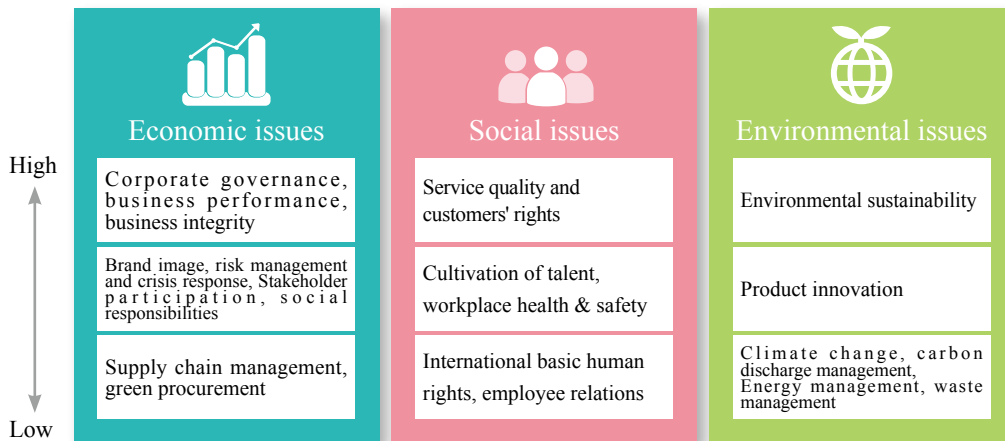 Economic issues
Social issues
Environmental issues
High
Corporate governance,
business performance,
business integrity
Service quality and
customers' rights
Environmental sustainability
Brand image, risk management
and crisis response, Stakeholder
participation, social
responsibilities
Cultivation of talent,
workplace health & safety
Product innovation
Supply chain management,
green procurement
International basic human
rights, employee relations
Climate change, carbon
discharge management,
Energy management, waste
management
Low